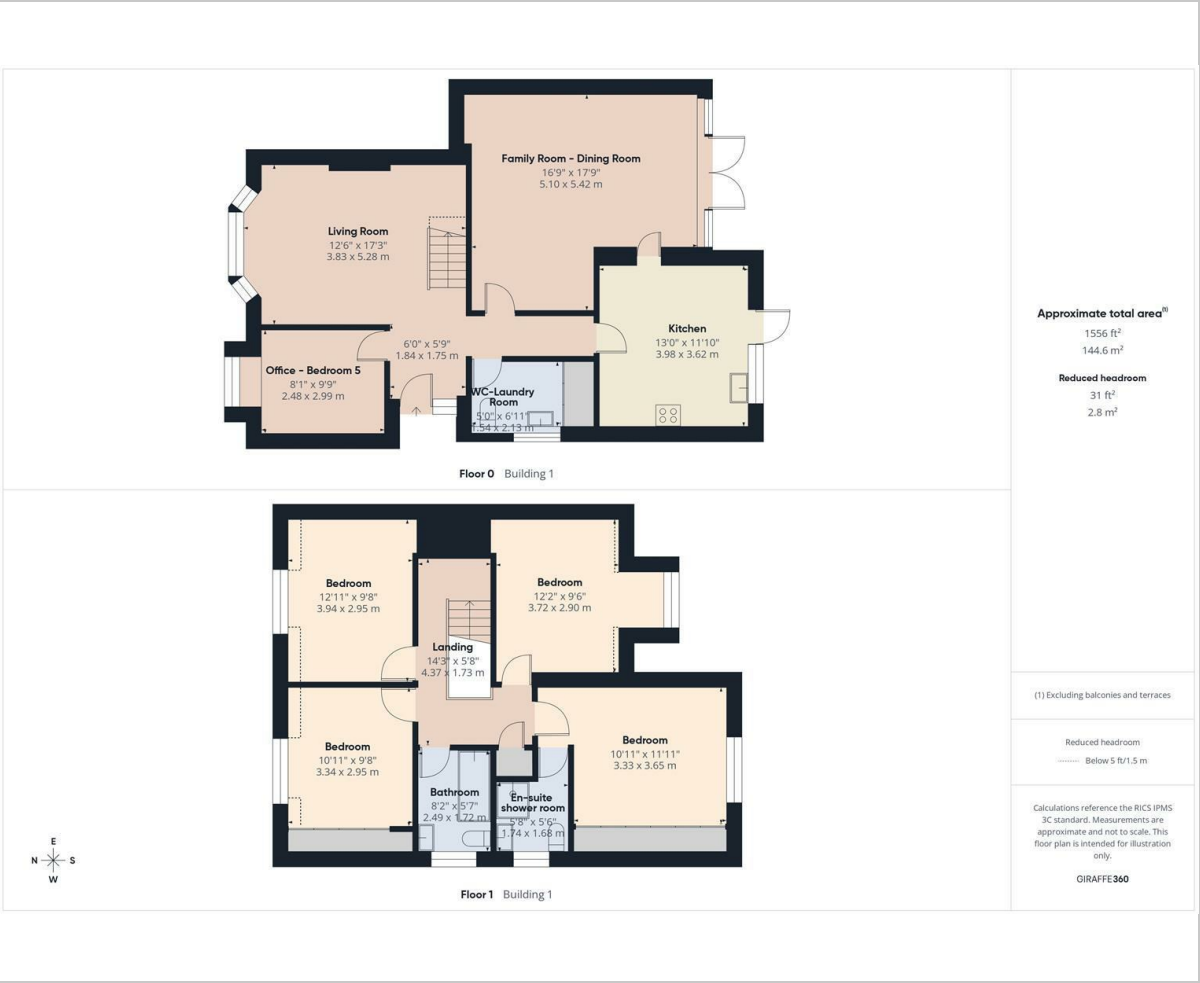 Family Room - Dining Room
16'9" x 17'9"
5.10 x 5.42 m
Living Room
12'6" x 17'3"
3.83 x 5.28 m
Kitchen
13'0" x 11'10"
3.98 x 3.62 m
6'0" x 5'9"
1.84 x 1.75 m
Office - Bedroom 5
8'1" x 9'9"
2.48 x 2.99 m
WC-Laundry
Room
5'0" x 6'11"
1.54 x 2.13 m
Floor 0 Building 1
Bedroom
12'11" x 9'8"
3.94 x 2.95 m
Bedroom
12'2" x 9'6"
3.72 x 2.90 m
Landing
14'3" x 5'8"
4.37 x 1.73 m
Bedroom
10'11" x 9'8"
3.34 x 2.95 m
Bedroom
10'11" x 11'11"
3.33 x 3.65 m
Bathroom
8'2" x 5'7"
2.49 x 1.72 m
En-suite
shower room
5'8" x 5'6"
1.74 x 1.68 m
E
N S
W
Floor 1 Building 1
Approximate total area(1)
1556 ft²
144.6 m²
Reduced headroom
31 ft²
2.8 m²
(1) Excluding balconies and terraces
Reduced headroom
Below 5 ft/1.5 m
Calculations reference the RICS IPMS
3C standard. Measurements are
approximate and not to scale. This
floor plan is intended for illustration
only.
GIRAFFE360